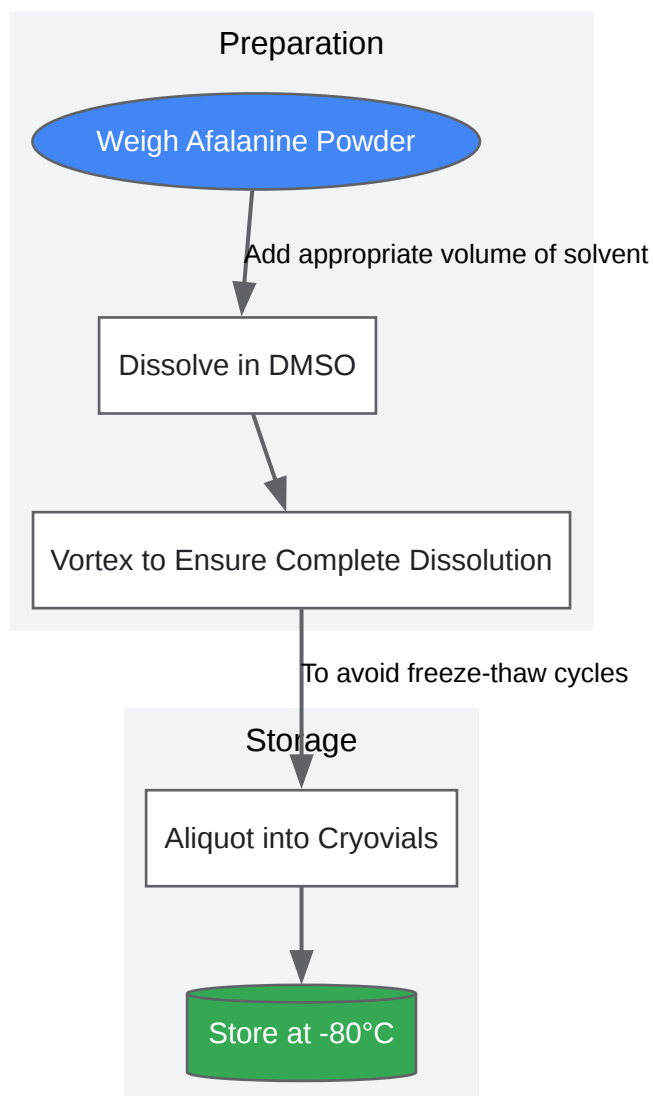 Preparation
Weigh Afalanine Powder
Add appropriate volume of solvent
Dissolve in DMSO
Vortex to Ensure Complete Dissolution
To avoid freeze-thaw cycles
Storage
Aliquot into Cryovials
Store at -80°C